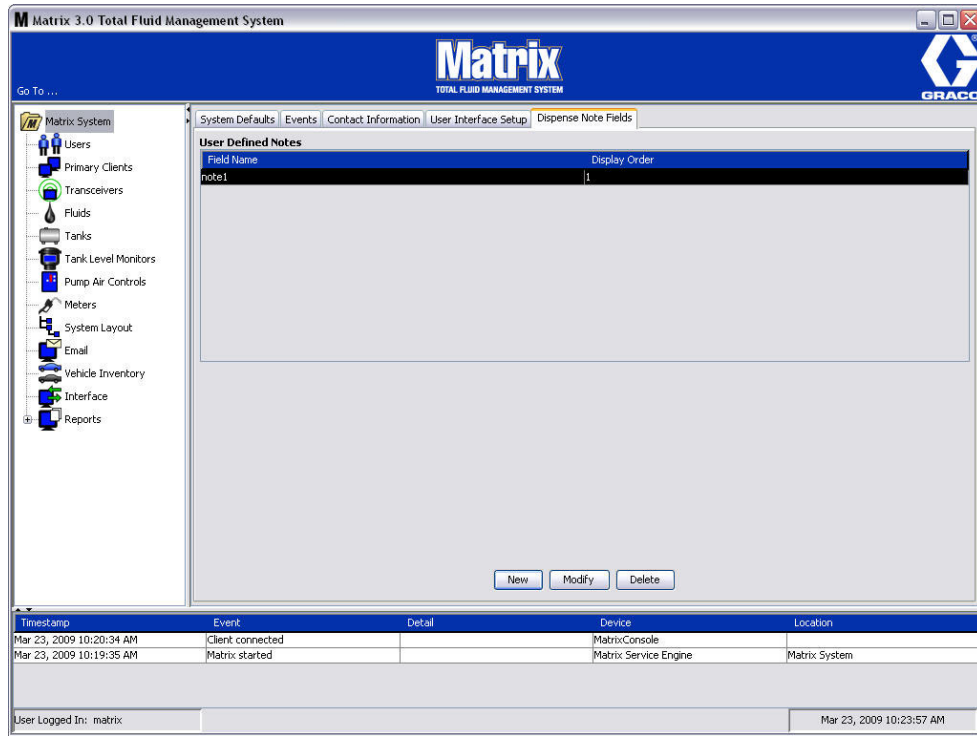 M Matrix 3.0 Total Fluid Management System
Matrix
TOTAL FLUID MANAGEMENT SYSTEM
GRACO
Go To ...
Matrix System
Users
Primary Clients
Transceivers
Fluids
Tanks
Tank Level Monitors
Pump Air Controls
Meters
System Layout
Email
Vehicle Inventory
Interface
Reports
System Defaults Events Contact Information User Interface Setup Dispense Note Fields
User Defined Notes
Field Name Display Order
note1 1
New Modify Delete
Timestamp Event Detail Device Location
Mar 23, 2009 10:20:34 AM Client connected MatrixConsole
Mar 23, 2009 10:19:35 AM Matrix started Matrix Service Engine Matrix System
User Logged In: matrix Mar 23, 2009 10:23:57 AM